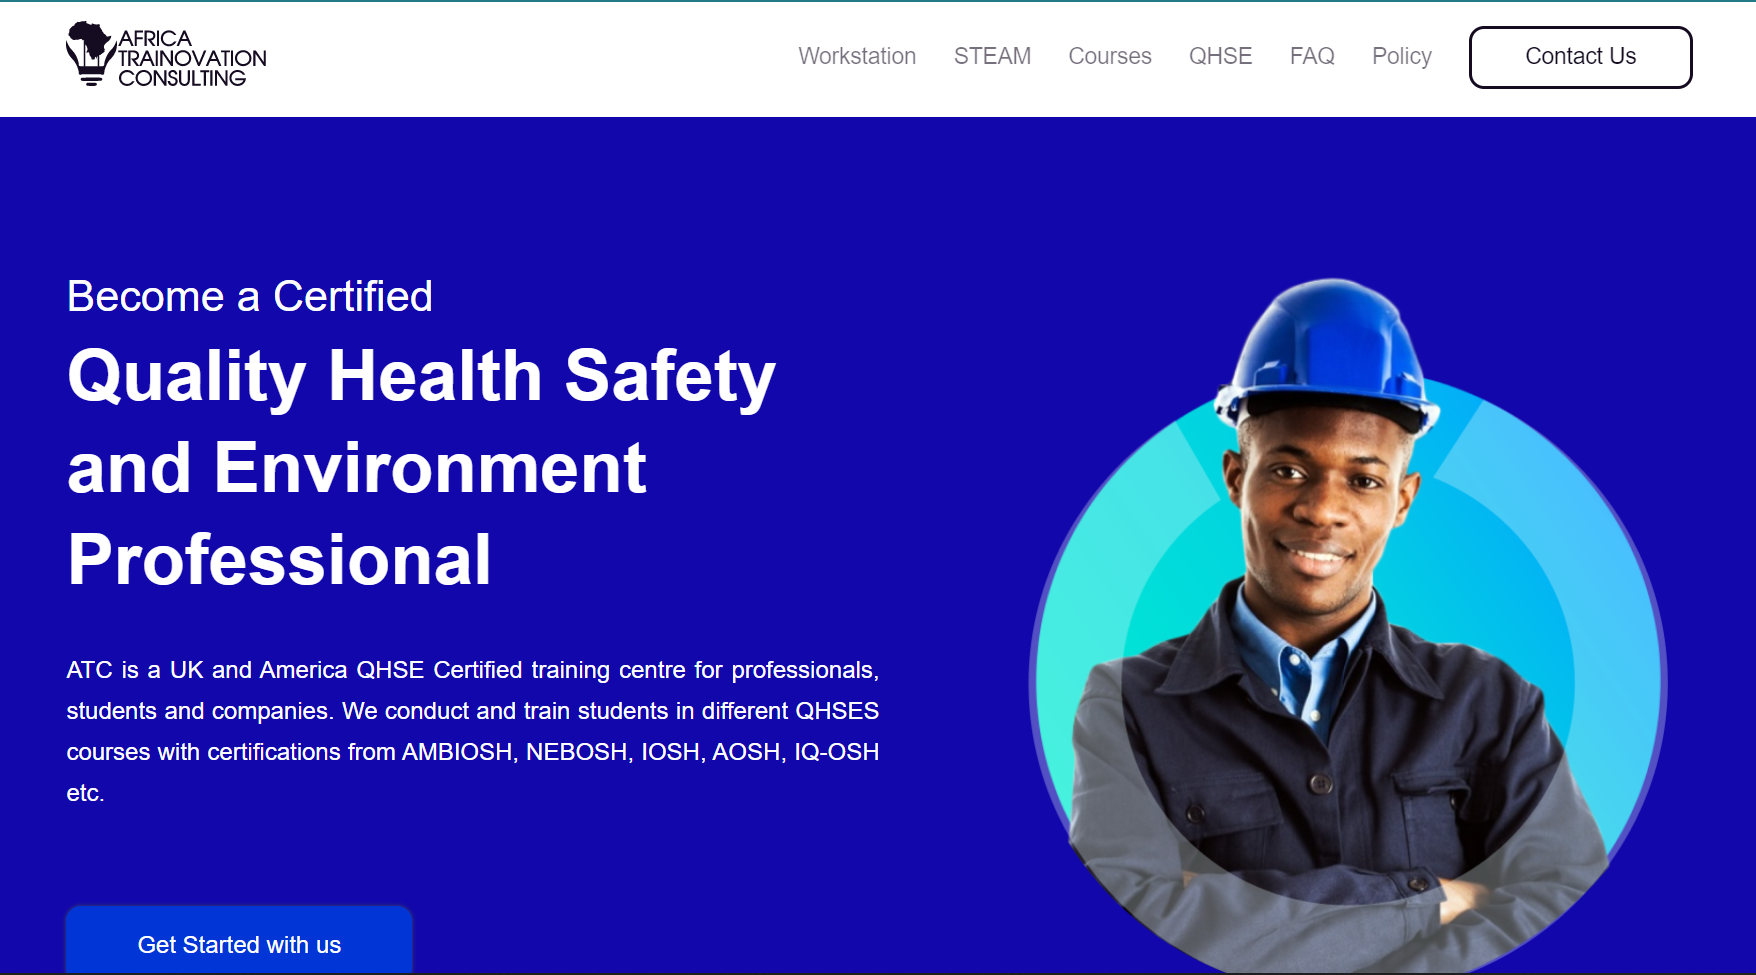 AFRICA
TRAINOVATION
CONSULTING
Workstation STEAM Courses QHSE FAQ Policy Contact Us
Become a Certified
Quality Health Safety
and Environment
Professional
ATC is a UK and America QHSE Certified training centre for professionals,
students and companies. We conduct and train students in different QHSES
courses with certifications from AMBIOSH, NEBOSH, IOSH, AOSH, IQ-OSH
etc.
Get Started with us